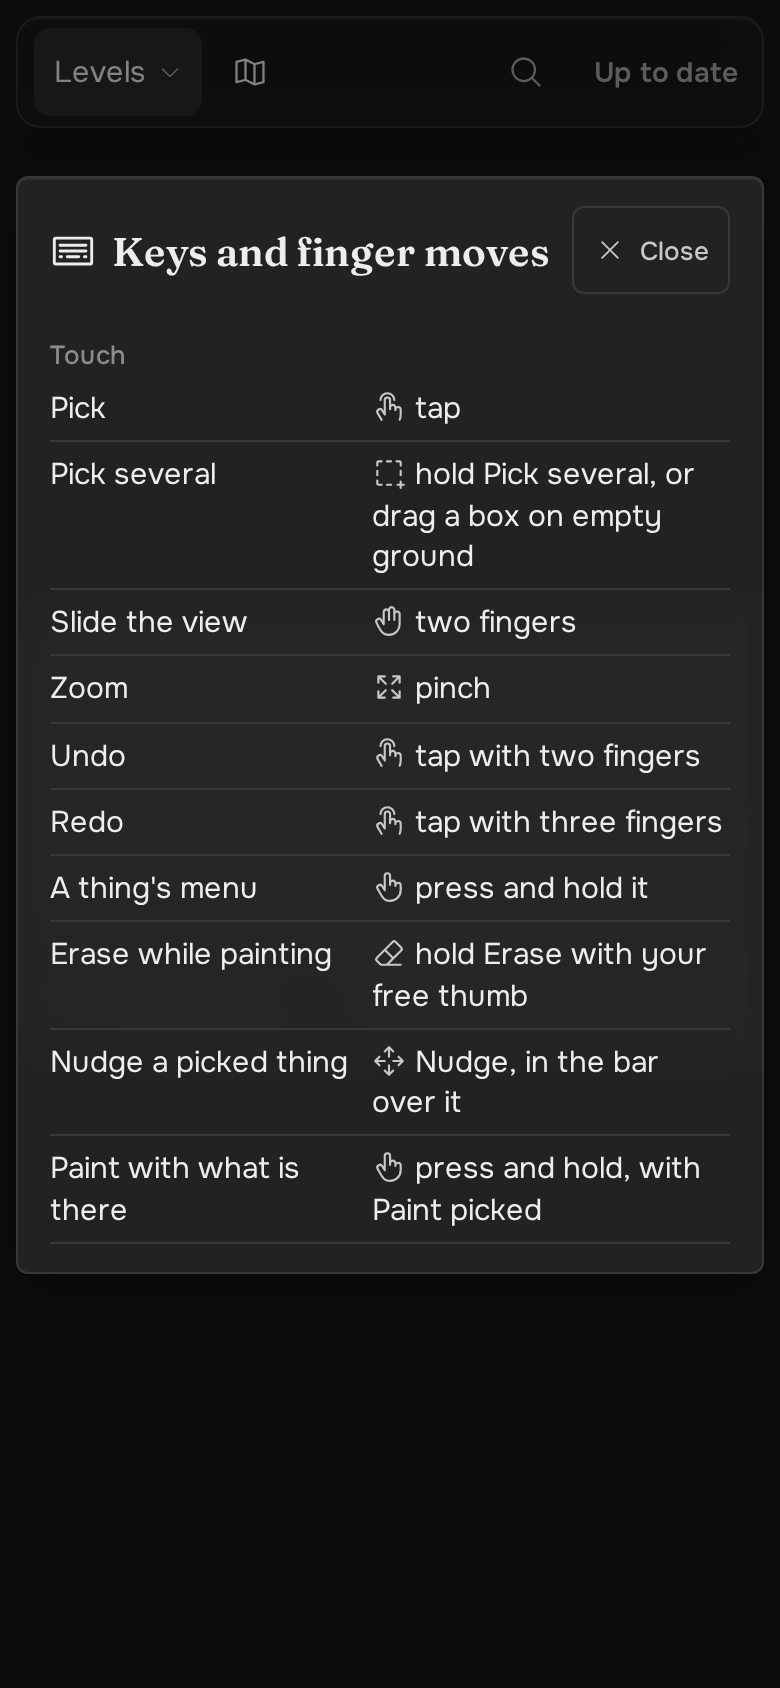 Levels
Up to date
Keys and finger moves
Close
Touch
Pick
tap
Pick several
hold Pick several, or
drag a box on empty
ground
Slide the view
two fingers
Zoom
pinch
Undo
tap with two fingers
Redo
tap with three fingers
A thing's menu
press and hold it
Erase while painting
hold Erase with your
free thumb
Nudge a picked thing
Nudge, in the bar
over it
Paint with what is
there
press and hold, with
Paint picked